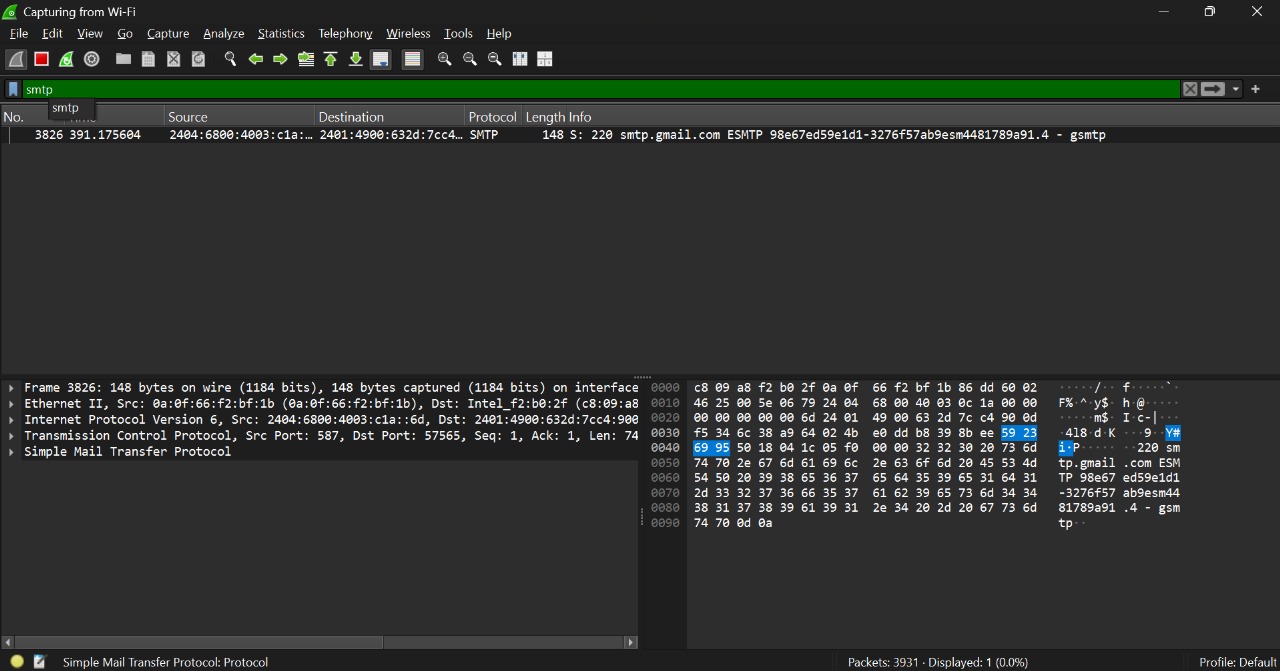 Capturing from Wi-Fi
File Edit View Go Capture Analyze Statistics Telephony Wireless Tools Help
smtp
smtp
No. Source Destination Protocol Length Info
3826 391.175604 2404:6800:4003:c1a:… 2401:4900:632d:7cc4… SMTP 148 S: 220 smtp.gmail.com ESMTP 98e67ed59e1d1-3276f57ab9esm4481789a91.4 - gsmtp
Frame 3826: 148 bytes on wire (1184 bits), 148 bytes captured (1184 bits) on interface
Ethernet II, Src: 0a:0f:66:f2:bf:1b (0a:0f:66:f2:bf:1b), Dst: Intel_f2:b0:2f (c8:09:a8
Internet Protocol Version 6, Src: 2404:6800:4003:c1a::6d, Dst: 2401:4900:632d:7cc4:900
Transmission Control Protocol, Src Port: 587, Dst Port: 57565, Seq: 1, Ack: 1, Len: 74
Simple Mail Transfer Protocol
0000 c8 09 a8 f2 b0 2f 0a 0f 66 f2 bf 1b 86 dd 60 02 ·····/·· f·····`·
0010 46 25 00 5e 06 79 24 04 68 00 40 03 0c 1a 00 00 F%·^·y$· h·@·····
0020 00 00 00 00 00 6d 24 01 49 00 63 2d 7c c4 90 0d ·····m$· I·c-|···
0030 f5 34 6c 38 a9 64 02 4b e0 dd b8 39 8b ee 59 23 ·4l8·d·K ···9··Y#
0040 69 95 50 18 04 1c 05 f0 00 00 32 32 30 20 73 6d i·P····· ··220 sm
0050 74 70 2e 67 6d 61 69 6c 2e 63 6f 6d 20 45 53 4d tp.gmail .com ESM
0060 54 50 20 39 38 65 36 37 65 64 35 39 65 31 64 31 TP 98e67 ed59e1d1
0070 2d 33 32 37 36 66 35 37 61 62 39 65 73 6d 34 34 -3276f57 ab9esm44
0080 38 31 37 38 39 61 39 31 2e 34 20 2d 20 67 73 6d 81789a91 .4 - gsm
0090 74 70 0d 0a tp··
Simple Mail Transfer Protocol: Protocol Packets: 3931 · Displayed: 1 (0.0%) Profile: Default